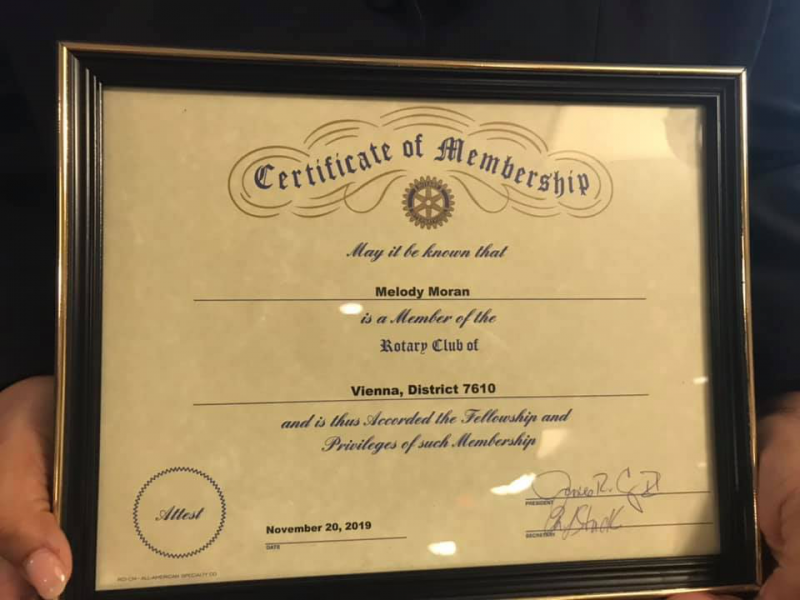 Certificate of Membership
May it be known that
Melody Moran
is a Member of the
Rotary Club of
Vienna, District 7610
and is thus Accorded the Fellowship and
Privileges of such Membership
Attest
November 20, 2019
DATE
James R.
PRESIDENT
SECRETARY